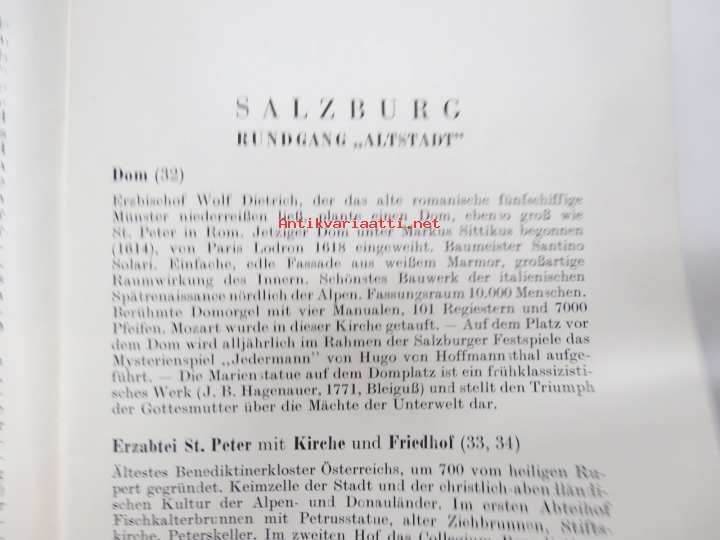 SALZBURG
RUNDGANG „ALTSTADT"
Dom (32)
Erzbischof Wolf Dietrich, der das alte romanische fünfschiffige
Münster niederreißen ließ, plante einen Dom, ebenso groß wie
Antikvariaatti.net
St. Peter in Rom. Jetziger Dom unter Markus Sittikus begonnen
(1614), von Paris Lodron 1618 eingeweiht. Baumeister Santino
Solari. Einfache, edle Fassade aus weißem Marmor, großartige
Raumwirkung des Innern. Schönstes Bauwerk der italienischen
Spätrenaissance nördlich der Alpen. Fassungsraum 10.000 Menschen.
Berühmte Domorgel mit vier Manualen, 101 Regiestern und 7000
Pfeifen. Mozart wurde in dieser Kirche getauft. — Auf dem Platz vor
dem Dom wird alljährlich im Rahmen der Salzburger Festspiele das
Mysterienspiel „Jedermann" von Hugo von Hoffmannsthal aufge-
führt. — Die Marienstatue auf dem Domplatz ist ein frühklassizisti-
sches Werk (J. B. Hagenauer, 1771, Bleiguß) und stellt den Triumph
der Gottesmutter über die Mächte der Unterwelt dar.
Erzabtei St. Peter mit Kirche und Friedhof (33, 34)
Ältestes Benediktinerkloster Österreichs, um 700 vom heiligen Ru-
pert gegründet. Keimzelle der Stadt und der christlich-aben
schen Kultur der Alpen- und Donauländer. Im ersten Abteihof
Fischkalterbrunnen mit Petrusstatue, alter Ziehbrunnen, Stifts-
kirche, Peterskeller. Im zweiten Hof das Collegium